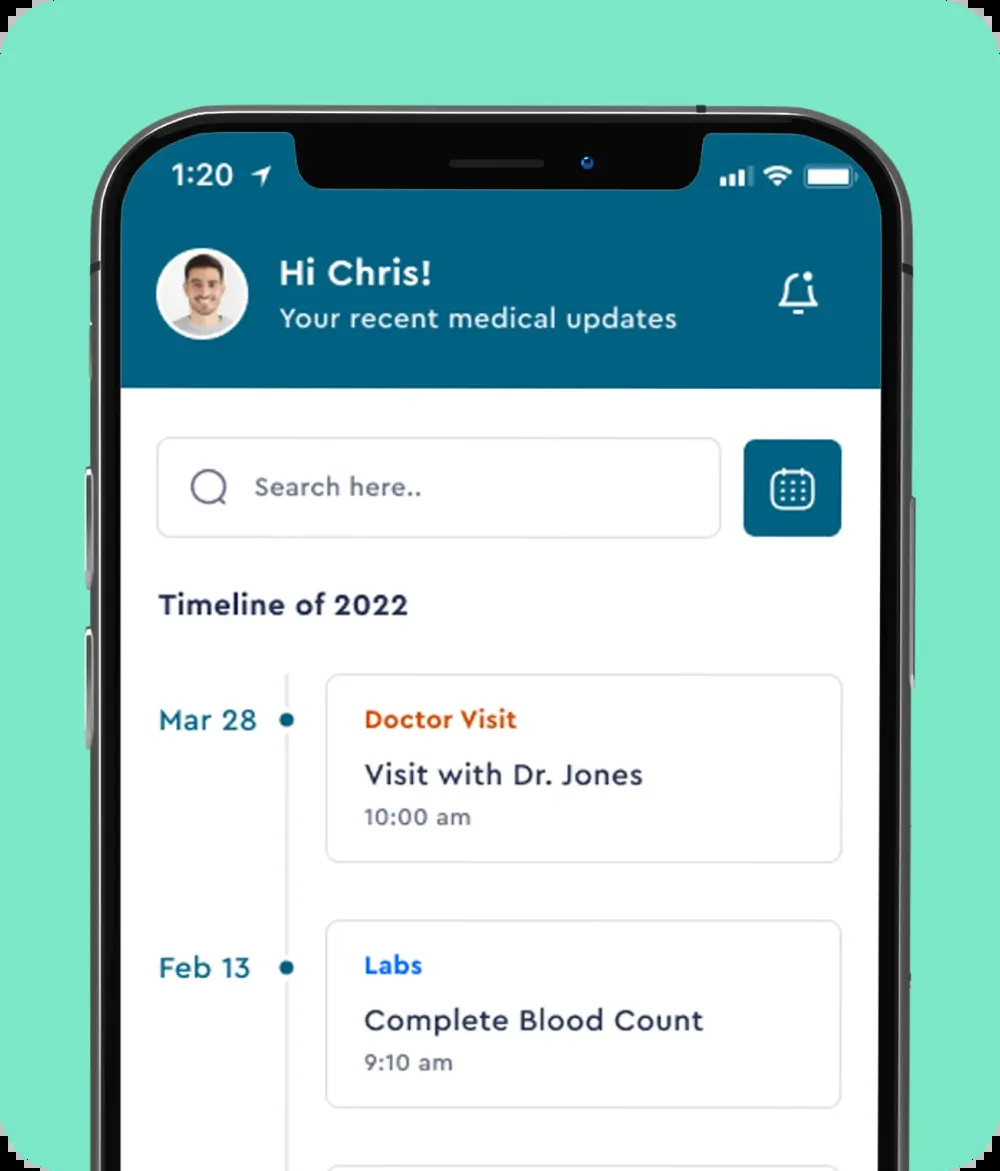 1:20
Hi Chris!
Your recent medical updates
Search here..
Timeline of 2022
Mar 28
Doctor Visit
Visit with Dr. Jones
10:00 am
Feb 13
Labs
Complete Blood Count
9:10 am